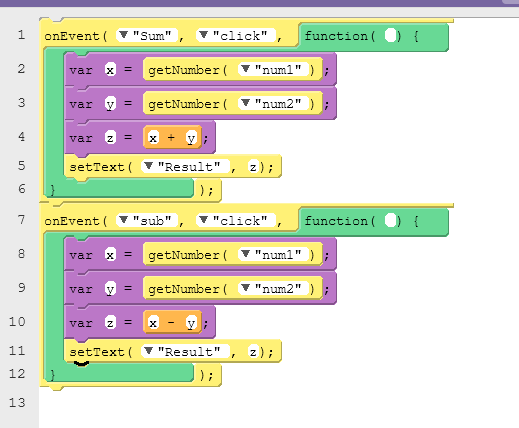 1 onEvent( ▼"Sum" , ▼"click" , function( ) {
2 var x = getNumber( ▼"num1" );
3 var y = getNumber( ▼"num2" );
4 var z = x + y ;
5 setText( ▼"Result" , z);
6 } );
7 onEvent( ▼"sub" , ▼"click" , function( ) {
8 var x = getNumber( ▼"num1" );
9 var y = getNumber( ▼"num2" );
10 var z = x - y ;
11 setText( ▼"Result" , z);
12 } );
13